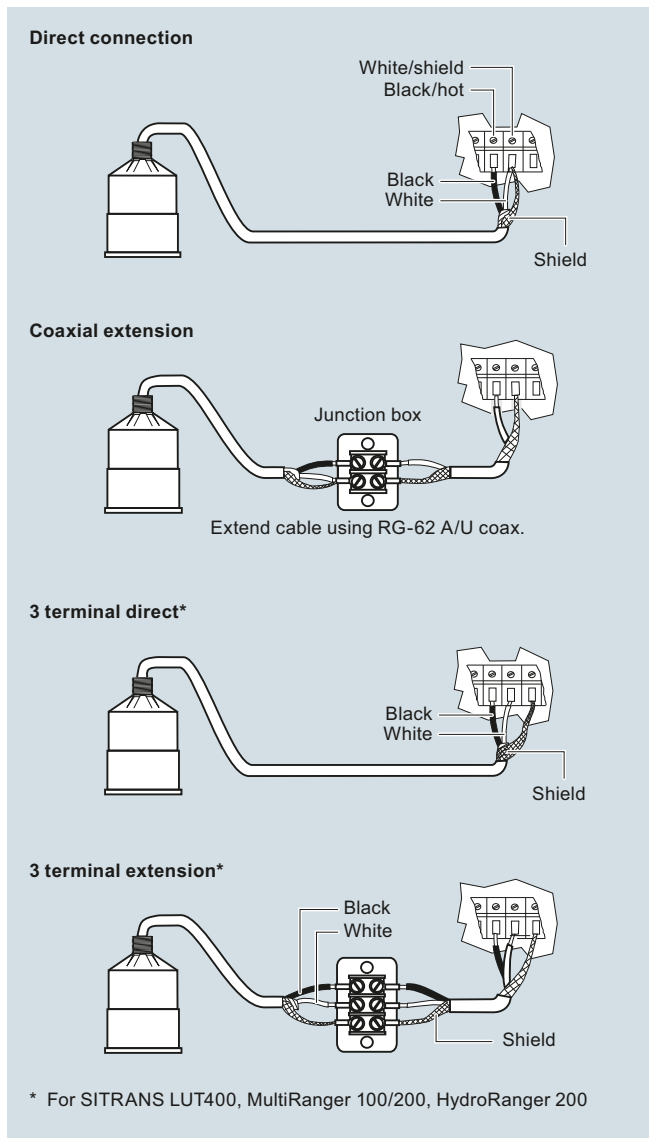 Direct connection
White/shield
Black/hot
Black
White
Shield
Coaxial extension
Junction box
Extend cable using RG-62 A/U coax.
3 terminal direct*
Black
White
Shield
3 terminal extension*
Black
White
Shield
* For SITRANS LUT400, MultiRanger 100/200, HydroRanger 200